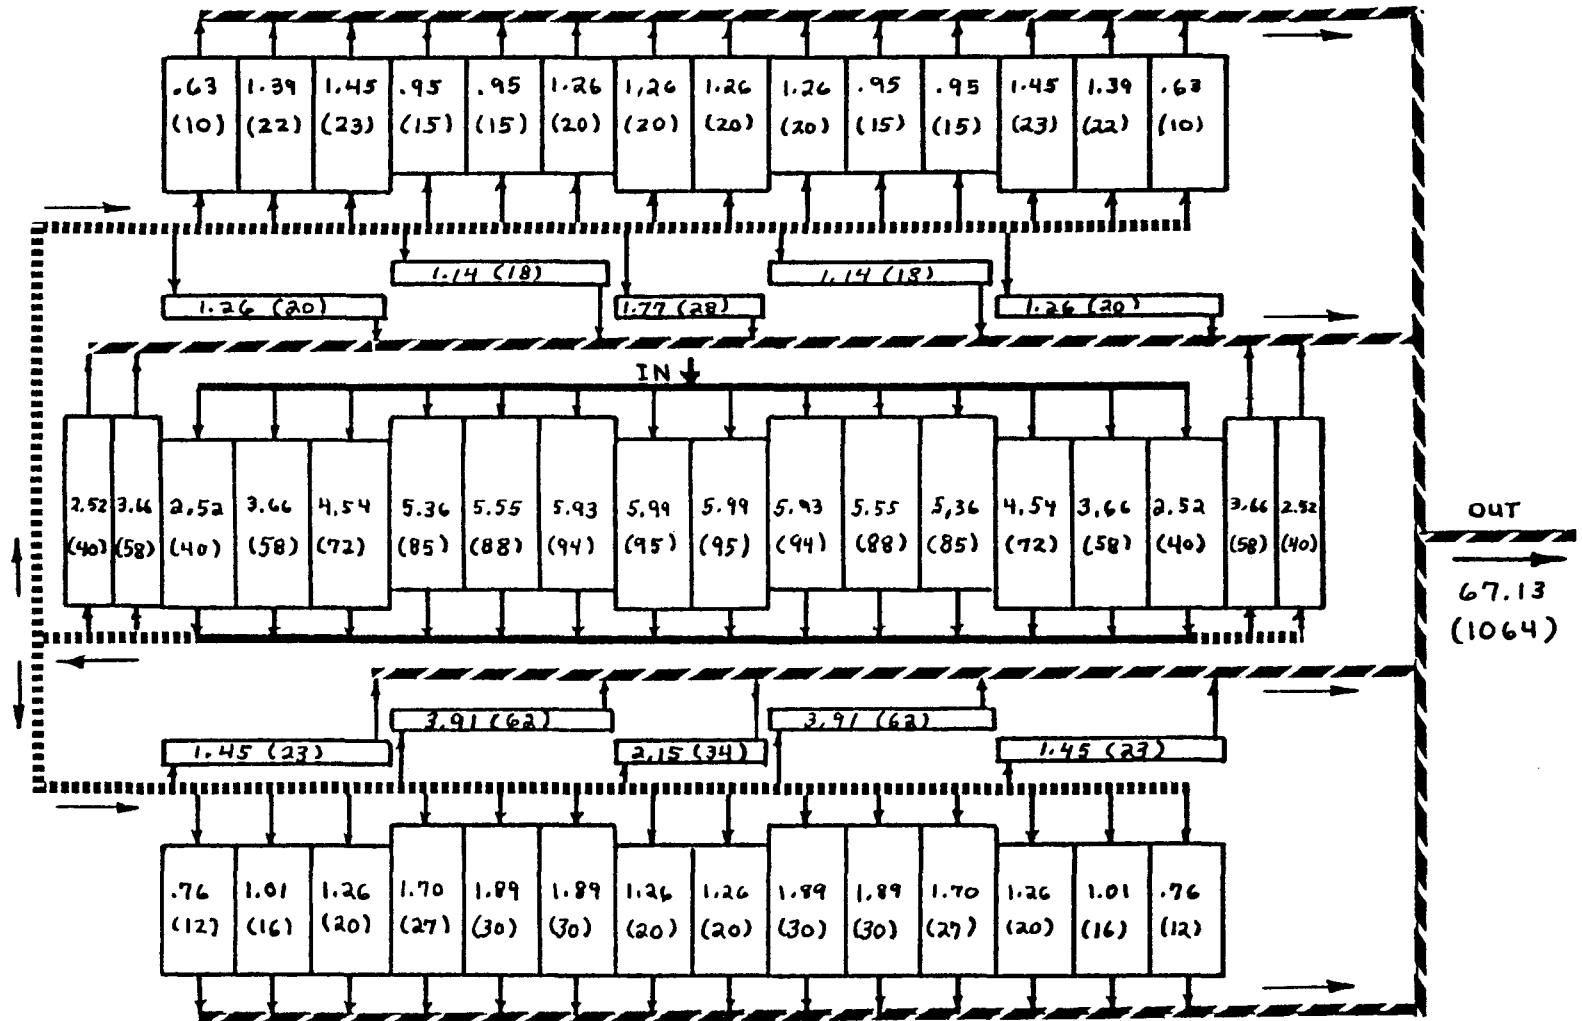 .63 1.39 1.45 .95 .95 1.26 1,26 1.26 1.26 .95 .95 1.45 1.39 .63
(10) (22) (23) (15) (15) (20) (20) (20) (20) (15) (15) (23) (22) (10)
1.14 (18) 1.14 (18)
1.26 (20) 1.77 (28) 1.26 (20)
IN
2.52 3.66 2.52 3.66 4.54 5.36 5.55 5.93 5.99 5.99 5.93 5.55 5,36 4.54 3.66 2.52 3.66 2.52
(40) (58) (40) (58) (72) (85) (88) (94) (95) (95) (94) (88) (85) (72) (58) (40) (58) (40)
OUT
67.13
(1064)
3.91 (62) 3.91 (62)
1.45 (23) 2.15 (34) 1.45 (23)
.76 1.01 1.26 1.70 1.89 1.89 1.26 1.26 1.89 1.89 1.70 1.26 1.01 .76
(12) (16) (20) (27) (30) (30) (20) (20) (30) (30) (27) (20) (16) (12)